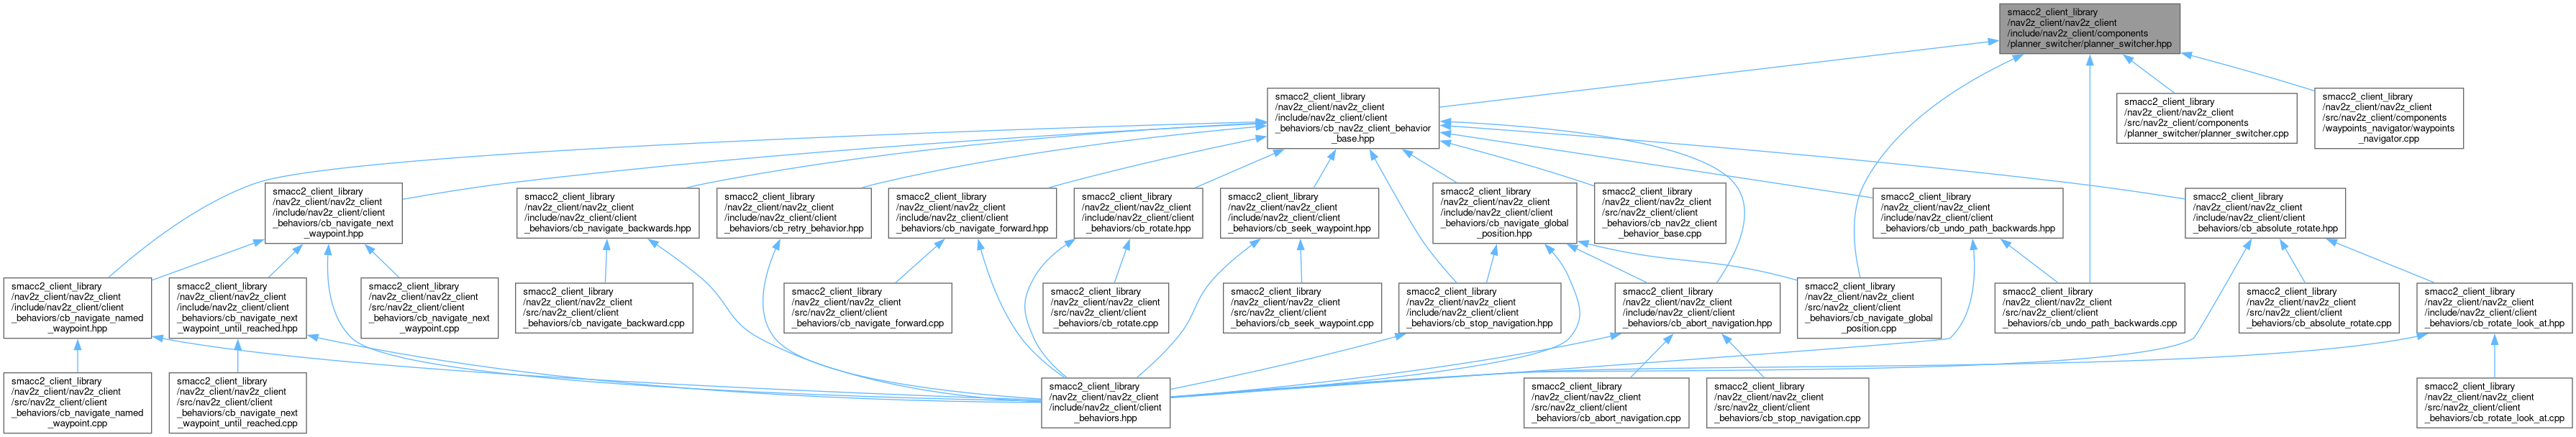 smacc2_client_library
/nav2z_client/nav2z_client
/include/nav2z_client/components
/planner_switcher/planner_switcher.hpp
smacc2_client_library
/nav2z_client/nav2z_client
/include/nav2z_client/client
_behaviors/cb_nav2z_client_behavior
_base.hpp
smacc2_client_library
/nav2z_client/nav2z_client
/src/nav2z_client/components
/planner_switcher/planner_switcher.cpp
smacc2_client_library
/nav2z_client/nav2z_client
/src/nav2z_client/components
/waypoints_navigator/waypoints
_navigator.cpp
smacc2_client_library
/nav2z_client/nav2z_client
/include/nav2z_client/client
_behaviors/cb_navigate_next
_waypoint.hpp
smacc2_client_library
/nav2z_client/nav2z_client
/include/nav2z_client/client
_behaviors/cb_navigate_backwards.hpp
smacc2_client_library
/nav2z_client/nav2z_client
/include/nav2z_client/client
_behaviors/cb_retry_behavior.hpp
smacc2_client_library
/nav2z_client/nav2z_client
/include/nav2z_client/client
_behaviors/cb_navigate_forward.hpp
smacc2_client_library
/nav2z_client/nav2z_client
/include/nav2z_client/client
_behaviors/cb_rotate.hpp
smacc2_client_library
/nav2z_client/nav2z_client
/include/nav2z_client/client
_behaviors/cb_seek_waypoint.hpp
smacc2_client_library
/nav2z_client/nav2z_client
/include/nav2z_client/client
_behaviors/cb_navigate_global
_position.hpp
smacc2_client_library
/nav2z_client/nav2z_client
/src/nav2z_client/client
_behaviors/cb_nav2z_client
_behavior_base.cpp
smacc2_client_library
/nav2z_client/nav2z_client
/include/nav2z_client/client
_behaviors/cb_undo_path_backwards.hpp
smacc2_client_library
/nav2z_client/nav2z_client
/include/nav2z_client/client
_behaviors/cb_absolute_rotate.hpp
smacc2_client_library
/nav2z_client/nav2z_client
/include/nav2z_client/client
_behaviors/cb_navigate_named
_waypoint.hpp
smacc2_client_library
/nav2z_client/nav2z_client
/include/nav2z_client/client
_behaviors/cb_navigate_next
_waypoint_until_reached.hpp
smacc2_client_library
/nav2z_client/nav2z_client
/src/nav2z_client/client
_behaviors/cb_navigate_next
_waypoint.cpp
smacc2_client_library
/nav2z_client/nav2z_client
/src/nav2z_client/client
_behaviors/cb_navigate_backward.cpp
smacc2_client_library
/nav2z_client/nav2z_client
/src/nav2z_client/client
_behaviors/cb_navigate_forward.cpp
smacc2_client_library
/nav2z_client/nav2z_client
/src/nav2z_client/client
_behaviors/cb_rotate.cpp
smacc2_client_library
/nav2z_client/nav2z_client
/src/nav2z_client/client
_behaviors/cb_seek_waypoint.cpp
smacc2_client_library
/nav2z_client/nav2z_client
/include/nav2z_client/client
_behaviors/cb_stop_navigation.hpp
smacc2_client_library
/nav2z_client/nav2z_client
/include/nav2z_client/client
_behaviors/cb_abort_navigation.hpp
smacc2_client_library
/nav2z_client/nav2z_client
/src/nav2z_client/client
_behaviors/cb_navigate_global
_position.cpp
smacc2_client_library
/nav2z_client/nav2z_client
/src/nav2z_client/client
_behaviors/cb_undo_path_backwards.cpp
smacc2_client_library
/nav2z_client/nav2z_client
/src/nav2z_client/client
_behaviors/cb_absolute_rotate.cpp
smacc2_client_library
/nav2z_client/nav2z_client
/include/nav2z_client/client
_behaviors/cb_rotate_look_at.hpp
smacc2_client_library
/nav2z_client/nav2z_client
/src/nav2z_client/client
_behaviors/cb_navigate_named
_waypoint.cpp
smacc2_client_library
/nav2z_client/nav2z_client
/src/nav2z_client/client
_behaviors/cb_navigate_next
_waypoint_until_reached.cpp
smacc2_client_library
/nav2z_client/nav2z_client
/include/nav2z_client/client
_behaviors.hpp
smacc2_client_library
/nav2z_client/nav2z_client
/src/nav2z_client/client
_behaviors/cb_abort_navigation.cpp
smacc2_client_library
/nav2z_client/nav2z_client
/src/nav2z_client/client
_behaviors/cb_stop_navigation.cpp
smacc2_client_library
/nav2z_client/nav2z_client
/src/nav2z_client/client
_behaviors/cb_rotate_look_at.cpp